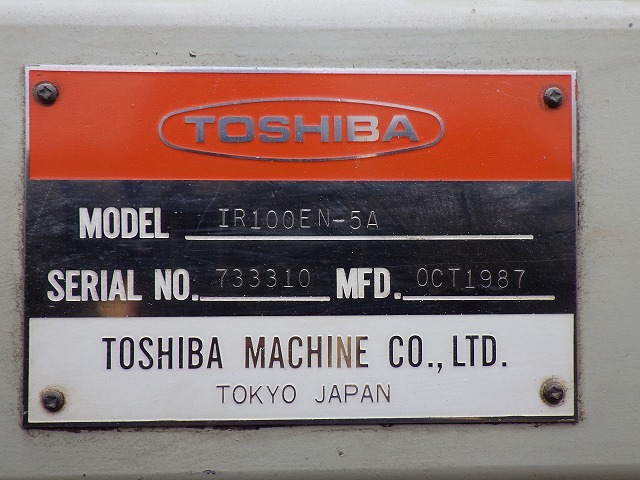 TOSHIBA
MODEL IR100EN-5A
SERIAL NO. 733310 MFD. OCT1987
TOSHIBA MACHINE CO., LTD.
TOKYO JAPAN